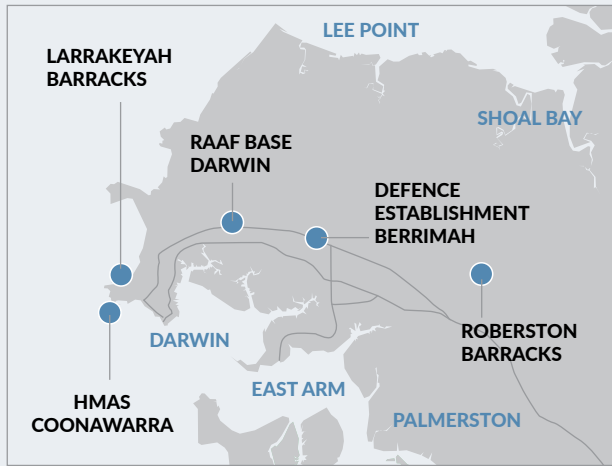 LEE POINT
LARRAKEYAH
BARRACKS
SHOAL BAY
RAAF BASE
DARWIN
DEFENCE
ESTABLISHMENT
BERRIMAH
DARWIN
ROBERSTON
BARRACKS
EAST ARM
HMAS
COONAWARRA
PALMERSTON